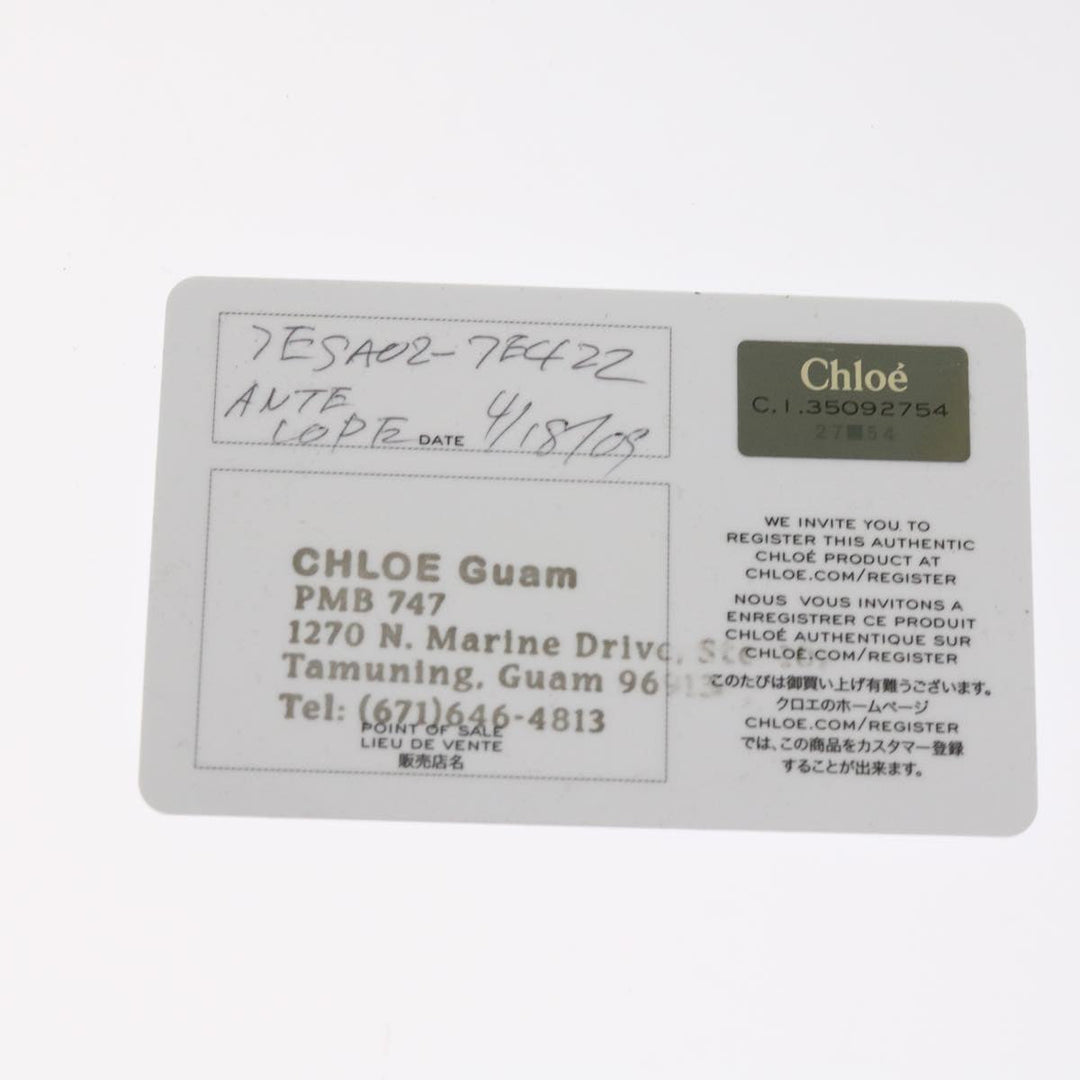 7ESA02-7E422
ANTE
LOPE DATE 4/18/09
CHLOE Guam
PMB 747
1270 N. Marine Drive, Ste
Tamuning, Guam 96913
Tel: (671)646-4813
POINT OF SALE
LIEU DE VENTE
販売店名
Chloé
C.I.35092754
27 54
WE INVITE YOU TO
REGISTER THIS AUTHENTIC
CHLOÉ PRODUCT AT
CHLOE.COM/REGISTER
NOUS VOUS INVITONS A
ENREGISTRER CE PRODUIT
CHLOÉ AUTHENTIQUE SUR
CHLOE.COM/REGISTER
このたびは御買い上げ有難うございます。
クロエのホームページ
CHLOE.COM/REGISTER
では、この商品をカスタマー登録
することが出来ます。